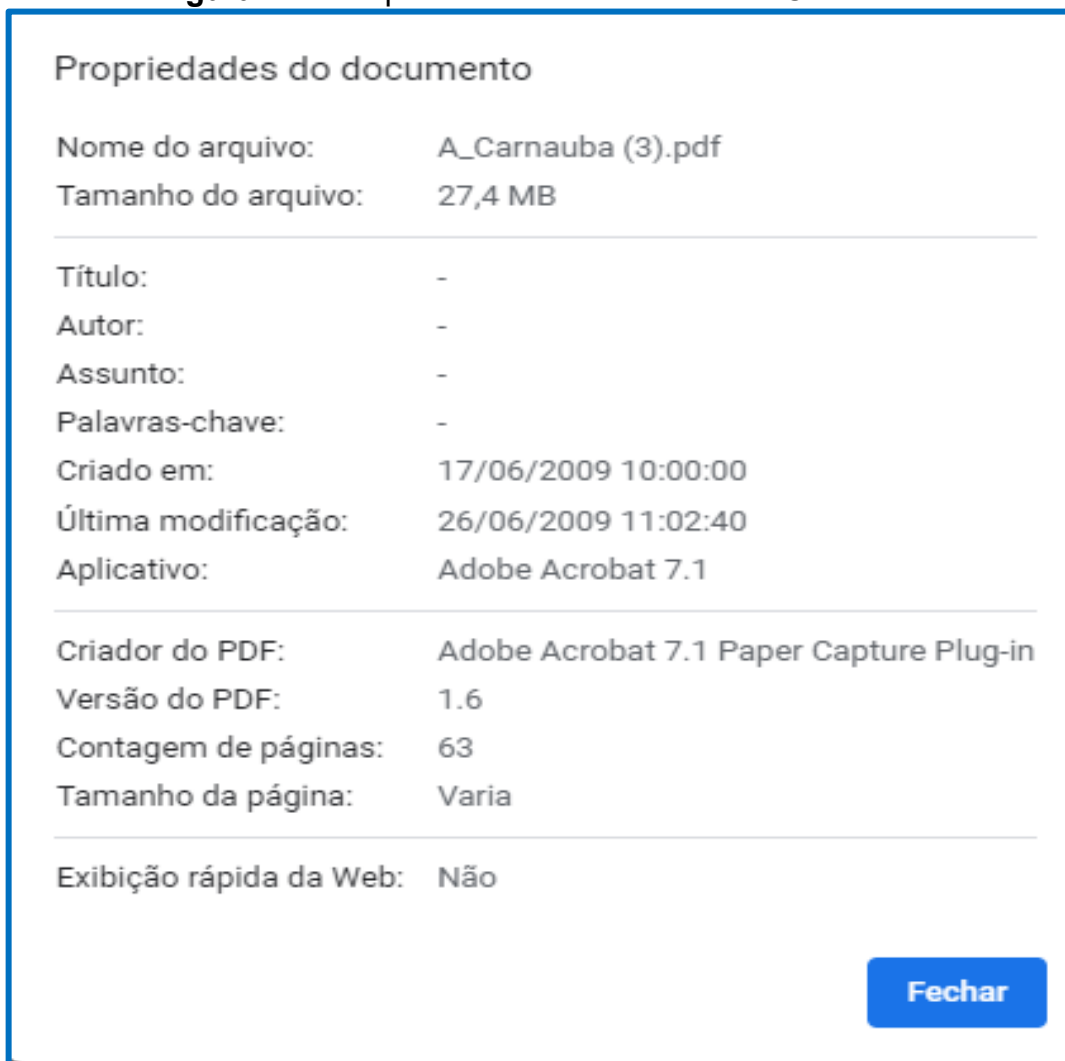 Propriedades do documento
Nome do arquivo: A_Carnauba (3).pdf
Tamanho do arquivo: 27,4 MB
Título: -
Autor: -
Assunto: -
Palavras-chave: -
Criado em: 17/06/2009 10:00:00
Última modificação: 26/06/2009 11:02:40
Aplicativo: Adobe Acrobat 7.1
Criador do PDF: Adobe Acrobat 7.1 Paper Capture Plug-in
Versão do PDF: 1.6
Contagem de páginas: 63
Tamanho da página: Varia
Exibição rápida da Web: Não
Fechar